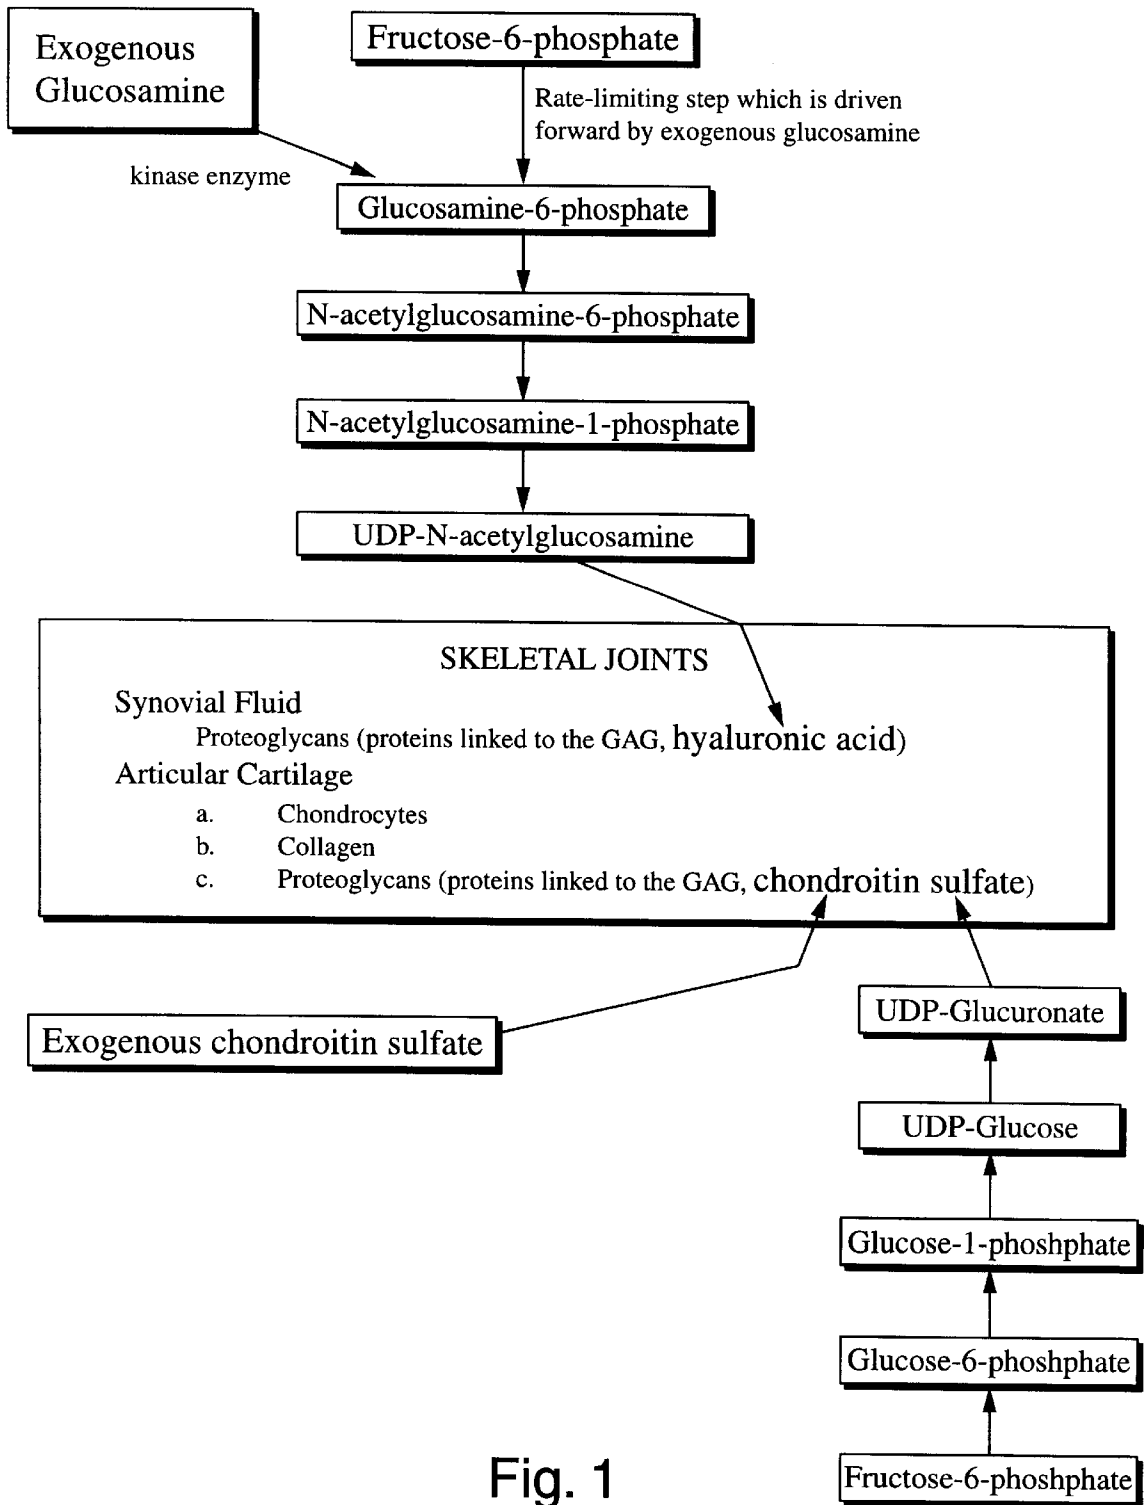 Exogenous
Glucosamine
Fructose-6-phosphate
Rate-limiting step which is driven
forward by exogenous glucosamine
kinase enzyme
Glucosamine-6-phosphate
N-acetylglucosamine-6-phosphate
N-acetylglucosamine-1-phosphate
UDP-N-acetylglucosamine
SKELETAL JOINTS
Synovial Fluid
Proteoglycans (proteins linked to the GAG, hyaluronic acid)
Articular Cartilage
a. Chondrocytes
b. Collagen
c. Proteoglycans (proteins linked to the GAG, chondroitin sulfate)
Exogenous chondroitin sulfate
UDP-Glucuronate
UDP-Glucose
Glucose-1-phoshphate
Glucose-6-phoshphate
Fructose-6-phoshphate
Fig. 1